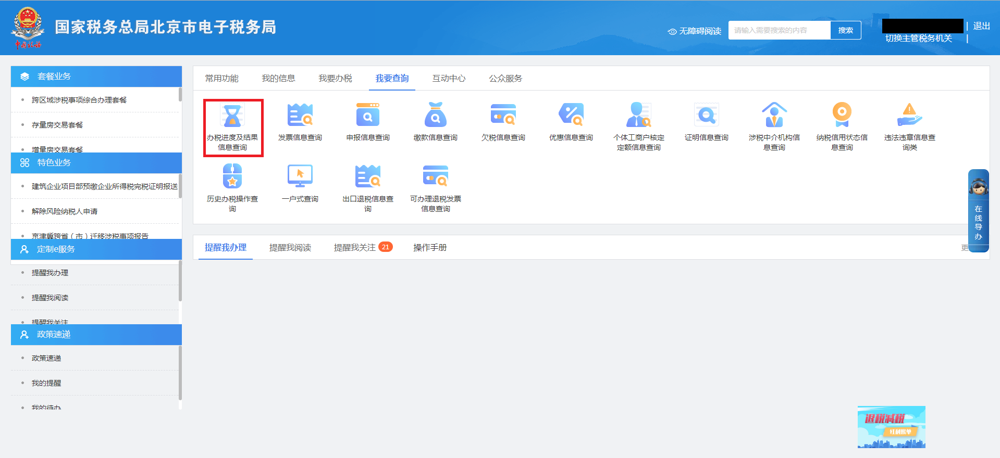 国家税务总局北京市电子税务局
中国税务
无障碍阅读
请输入需要搜索的内容
搜索
| 退出
切换主管税务机关 |
套餐业务
跨区域涉税事项综合办理套餐
存量房交易套餐
增量房交易套餐
特色业务
建筑企业项目部预缴企业所得税完税证明报送
解除风险纳税人申请
京津冀跨省（市）迁移涉税事项报告
定制e服务
提醒我办理
提醒我阅读
提醒我关注
政策速递
政策速递
我的提醒
我的待办
常用功能 我的信息 我要办税 我要查询 互动中心 公众服务
办税进度及结果
信息查询
发票信息查询
申报信息查询
缴款信息查询
欠税信息查询
优惠信息查询
个体工商户核定
定额信息查询
证明信息查询
涉税中介机构信
息查询
纳税信用状态信
息查询
违法违章信息查
询类
历史办税操作查
询
一户式查询
出口退税信息查
询
可办理退税发票
信息查询
提醒我办理 提醒我阅读 提醒我关注 21 操作手册
更
在
线
导
办
退税减税
红利账单